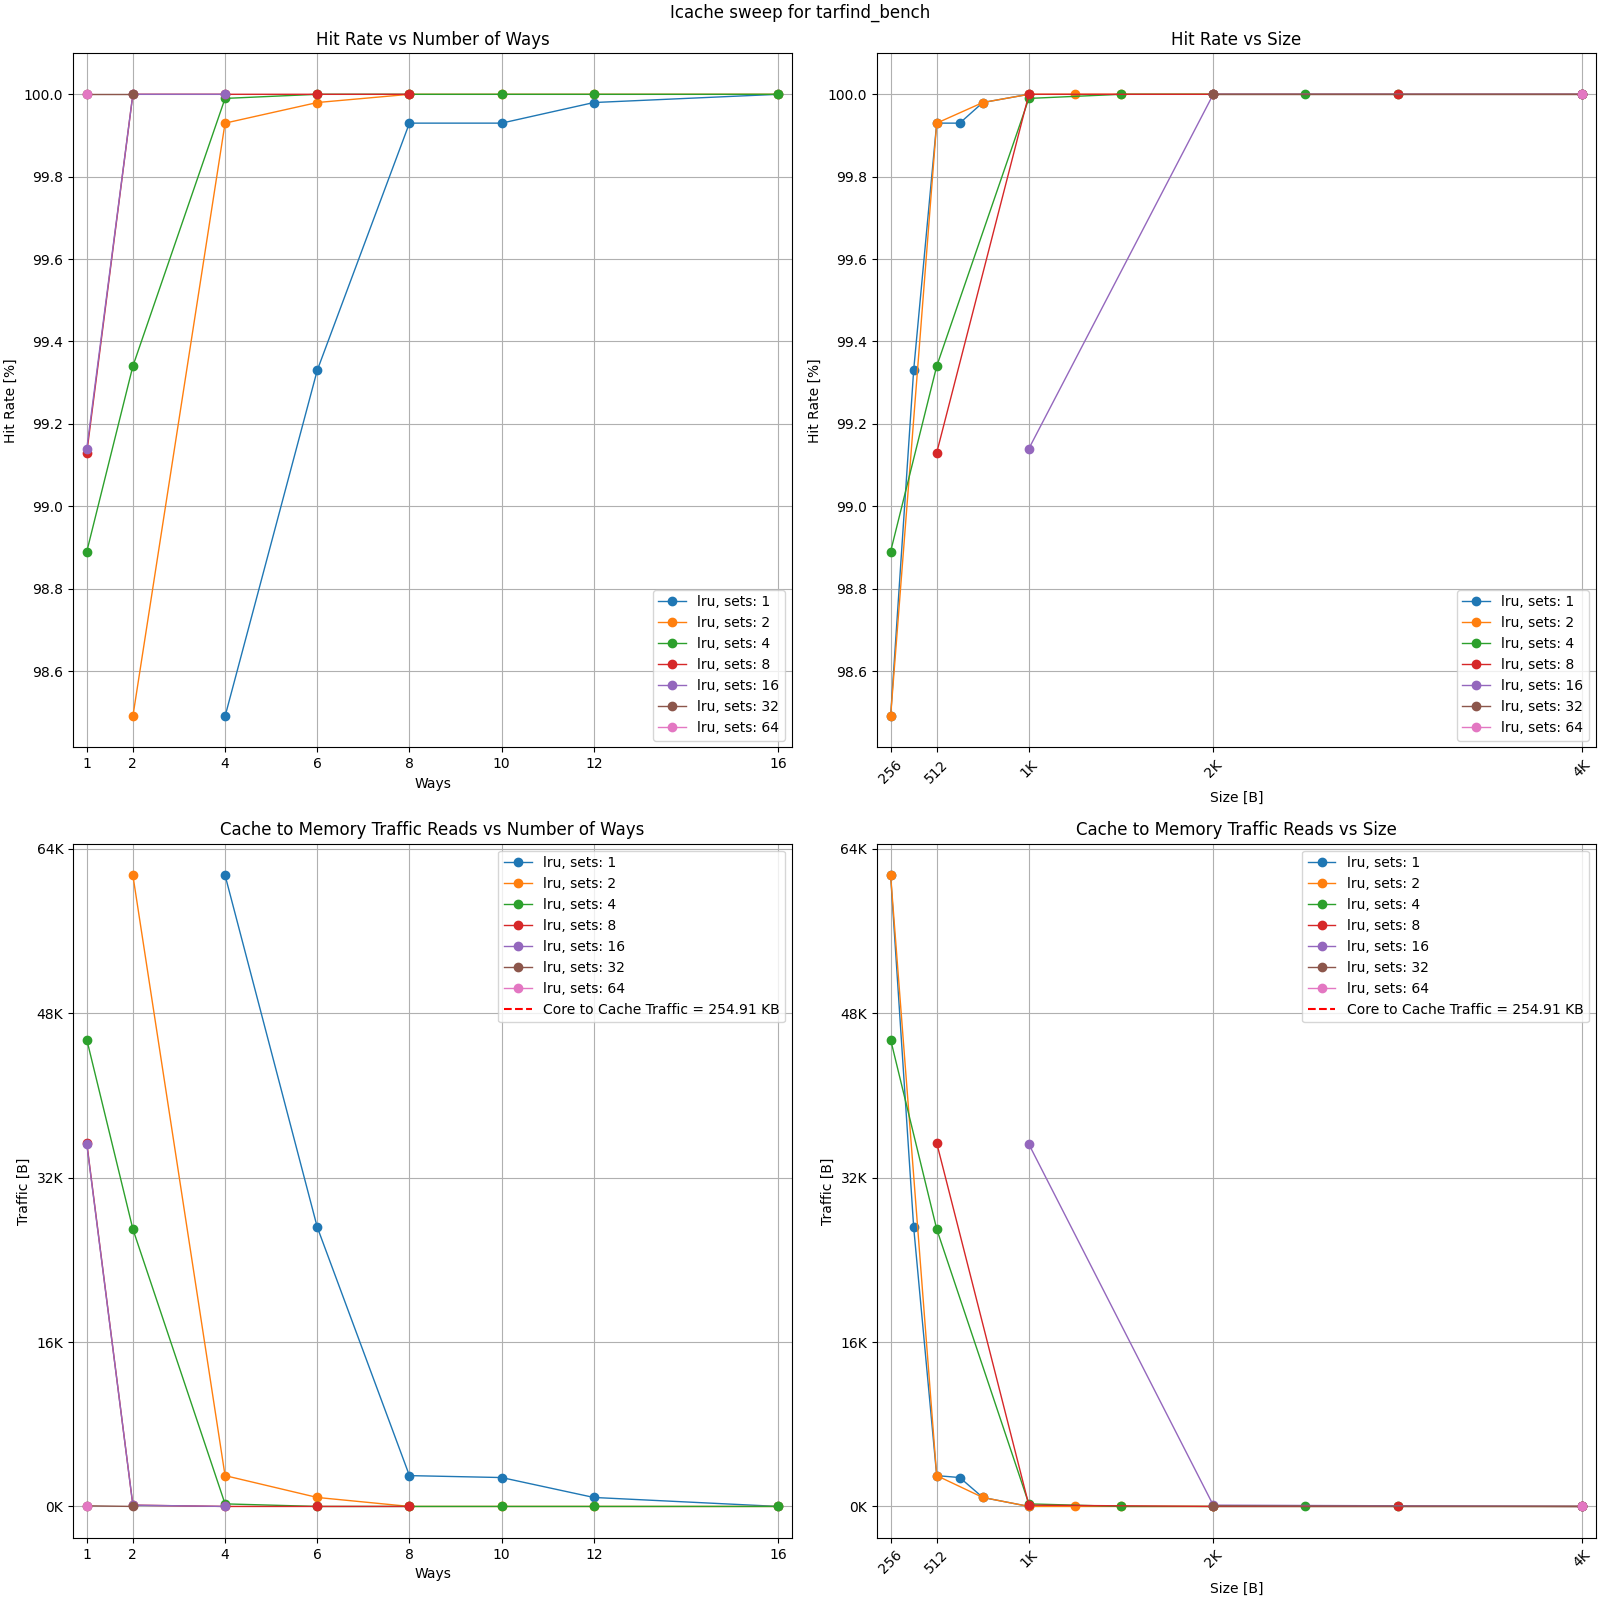 Icache sweep for tarfind_bench
Hit Rate vs Number of Ways
Hit Rate [%]
100.0
99.8
99.6
99.4
99.2
99.0
98.8
98.6
lru, sets: 1
lru, sets: 2
lru, sets: 4
lru, sets: 8
lru, sets: 16
lru, sets: 32
lru, sets: 64
1 2 4 6 8 10 12 16
Ways
Hit Rate vs Size
Hit Rate [%]
100.0
99.8
99.6
99.4
99.2
99.0
98.8
98.6
lru, sets: 1
lru, sets: 2
lru, sets: 4
lru, sets: 8
lru, sets: 16
lru, sets: 32
lru, sets: 64
256 512 1K 2K 4K
Size [B]
Cache to Memory Traffic Reads vs Number of Ways
Traffic [B]
64K
48K
32K
16K
0K
lru, sets: 1
lru, sets: 2
lru, sets: 4
lru, sets: 8
lru, sets: 16
lru, sets: 32
lru, sets: 64
Core to Cache Traffic = 254.91 KB
1 2 4 6 8 10 12 16
Ways
Cache to Memory Traffic Reads vs Size
Traffic [B]
64K
48K
32K
16K
0K
lru, sets: 1
lru, sets: 2
lru, sets: 4
lru, sets: 8
lru, sets: 16
lru, sets: 32
lru, sets: 64
Core to Cache Traffic = 254.91 KB
256 512 1K 2K 4K
Size [B]